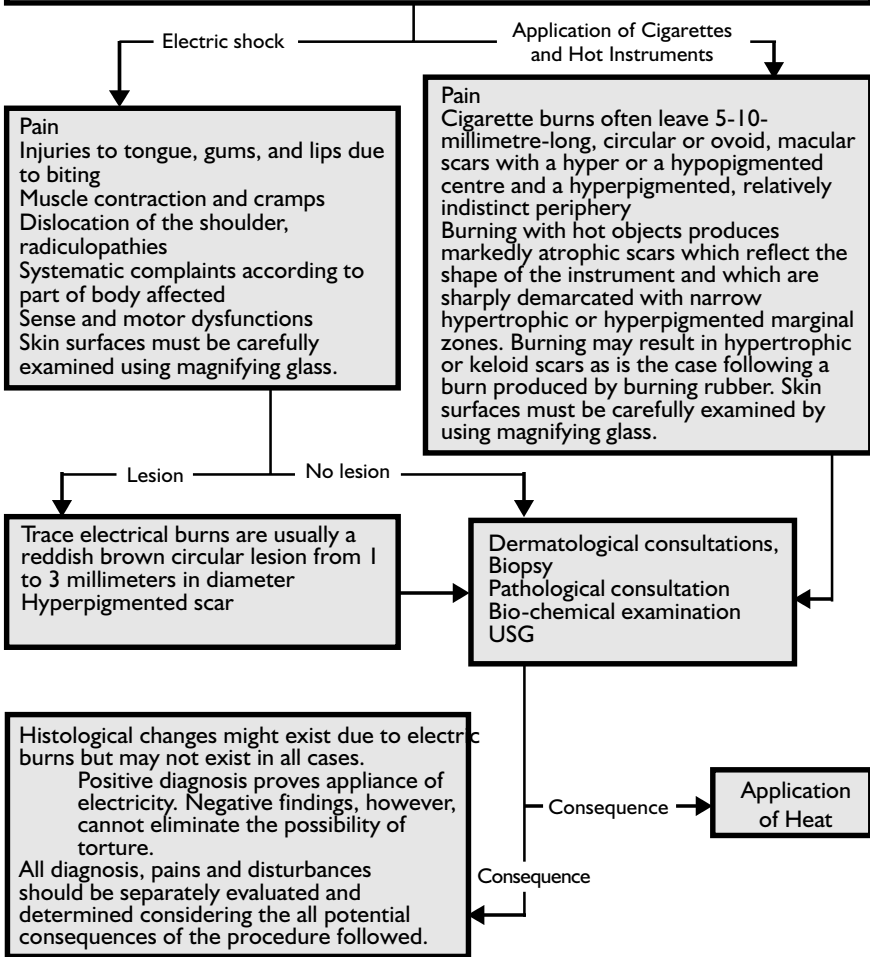 Electric shock
Application of Cigarettes
and Hot Instruments
Pain
Injuries to tongue, gums, and lips due
to biting
Muscle contraction and cramps
Dislocation of the shoulder,
radiculopathies
Systematic complaints according to
part of body affected
Sense and motor dysfunctions
Skin surfaces must be carefully
examined using magnifying glass.
Pain
Cigarette burns often leave 5-10-
millimetre-long, circular or ovoid, macular
scars with a hyper or a hypopigmented
centre and a hyperpigmented, relatively
indistinct periphery
Burning with hot objects produces
markedly atrophic scars which reflect the
shape of the instrument and which are
sharply demarcated with narrow
hypertrophic or hyperpigmented marginal
zones. Burning may result in hypertrophic
or keloid scars as is the case following a
burn produced by burning rubber. Skin
surfaces must be carefully examined by
using magnifying glass.
Lesion
No lesion
Trace electrical burns are usually a
reddish brown circular lesion from 1
to 3 millimeters in diameter
Hyperpigmented scar
Dermatological consultations,
Biopsy
Pathological consultation
Bio-chemical examination
USG
Histological changes might exist due to electric
burns but may not exist in all cases.
Positive diagnosis proves appliance of
electricity. Negative findings, however,
cannot eliminate the possibility of
torture.
All diagnosis, pains and disturbances
should be separately evaluated and
determined considering the all potential
consequences of the procedure followed.
Consequence
Application
of Heat
Consequence